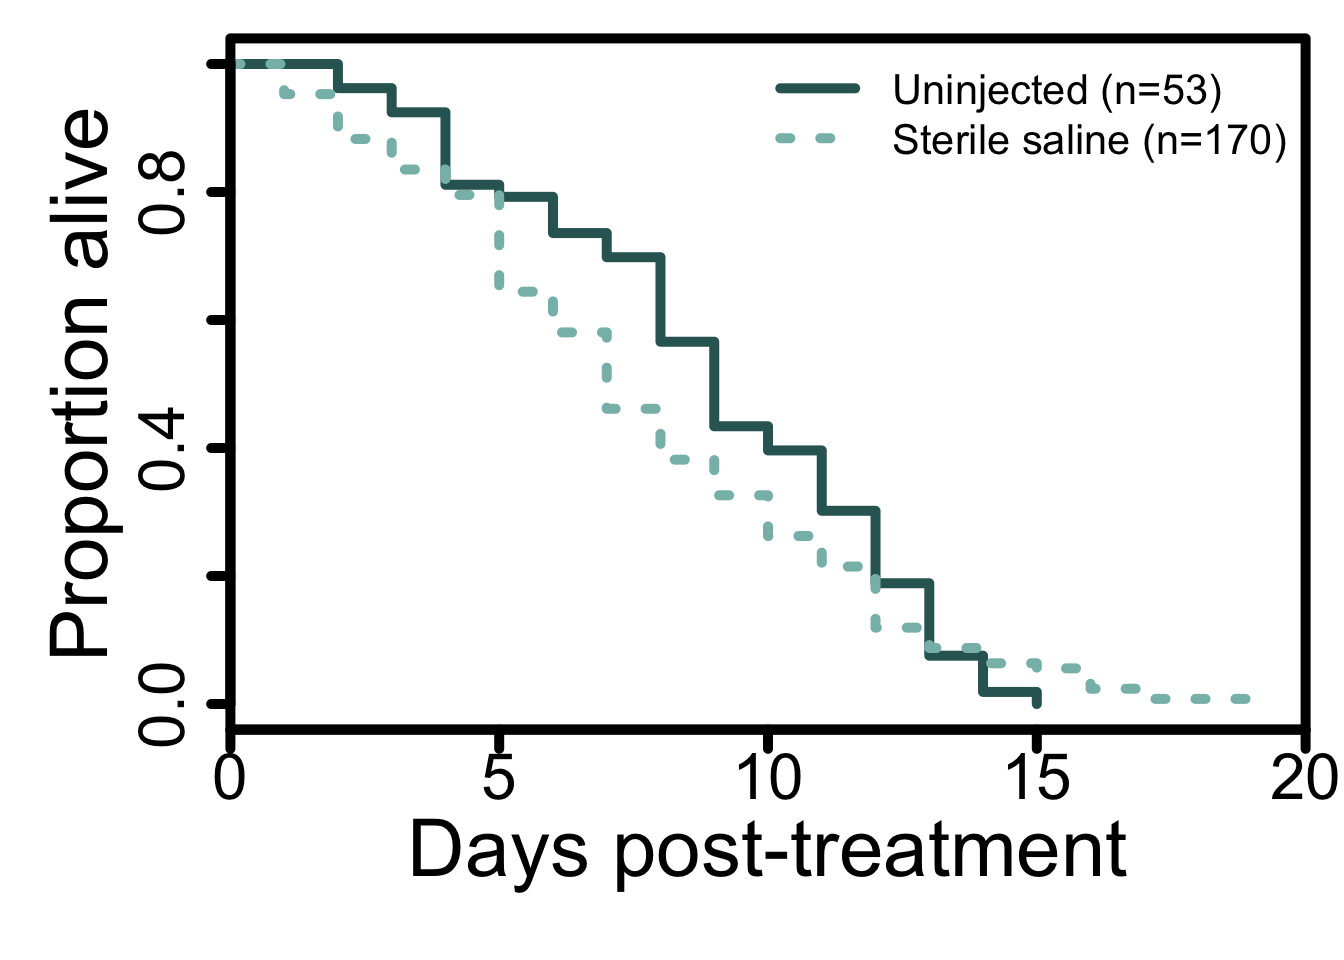 Uninjected (n=53)
Sterile saline (n=170)
Proportion alive
0.8
0.4
0.0
0 5 10 15 20
Days post-treatment